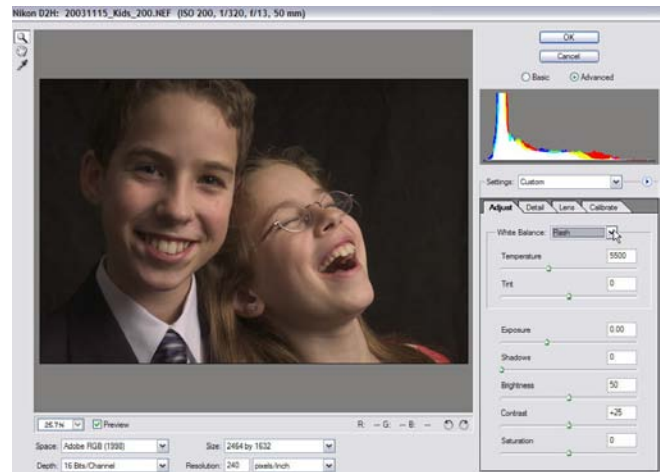 Nikon D2H: 20031115_Kids_200.NEF (ISO 200, 1/320, f/13, 50 mm)
OK
Cancel
Basic Advanced
Settings: Custom
Adjust Detail Lens Calibrate
White Balance: Flash
Temperature 5500
Tint 0
Exposure 0.00
Shadows 0
Brightness 50
Contrast +25
Saturation 0
25.7% Preview R: -- G: -- B: --
Space: Adobe RGB (1998) Size: 2464 by 1632
Depth: 16 Bits/Channel Resolution: 240 pixels/inch